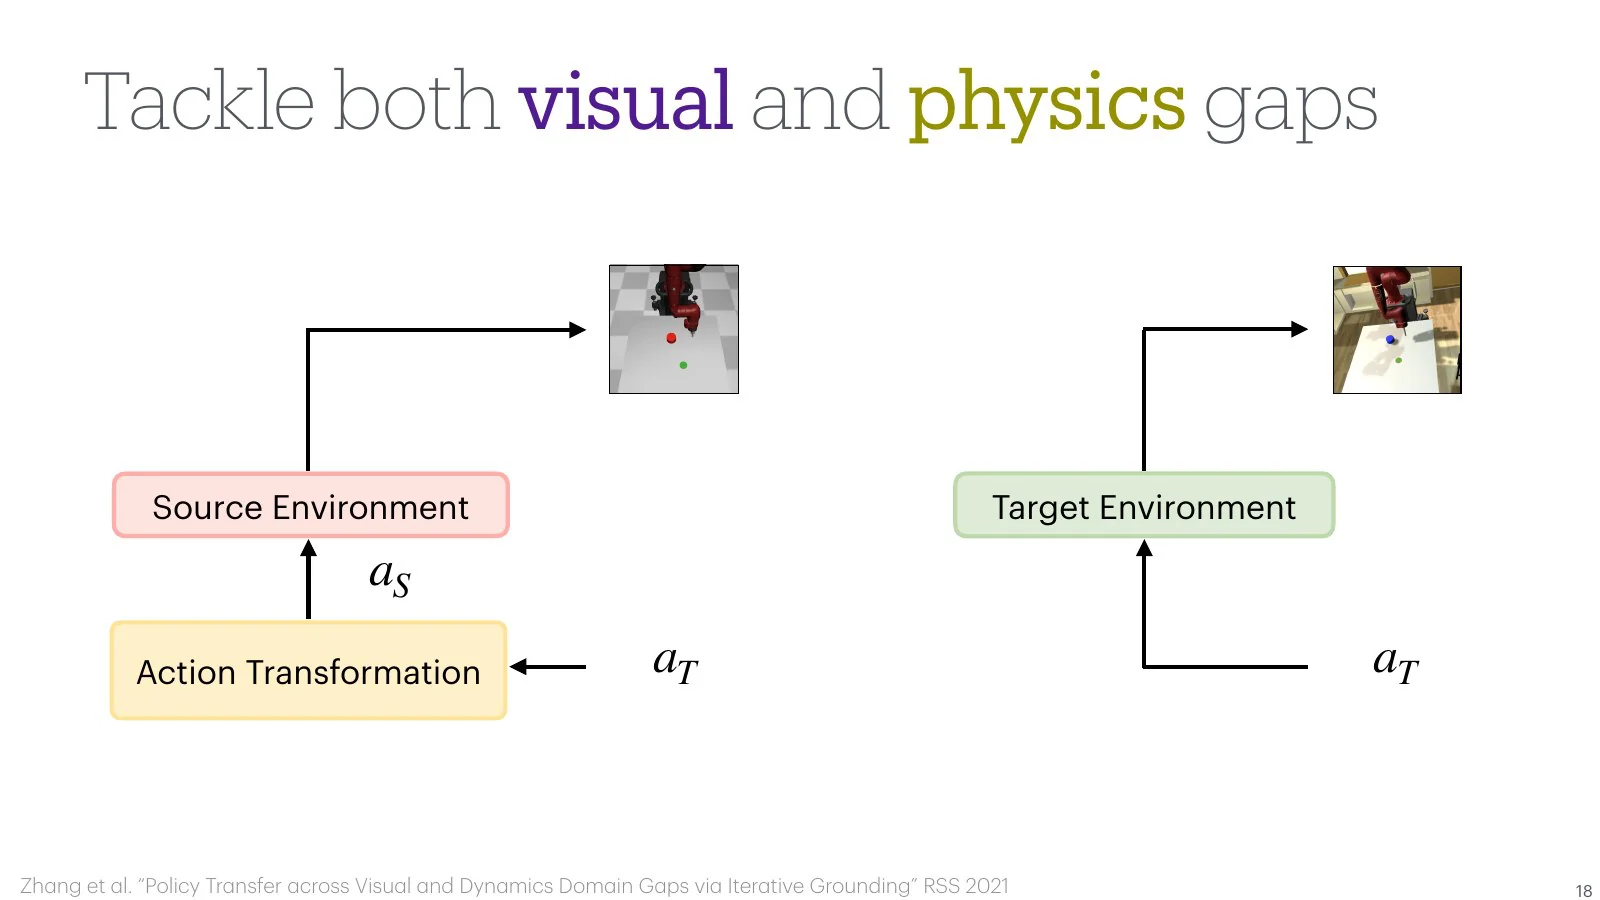 Tackle both visual and physics gaps
Source Environment
a_S
Action Transformation
a_T
Target Environment
a_T
Zhang et al. “Policy Transfer across Visual and Dynamics Domain Gaps via Iterative Grounding” RSS 2021
18